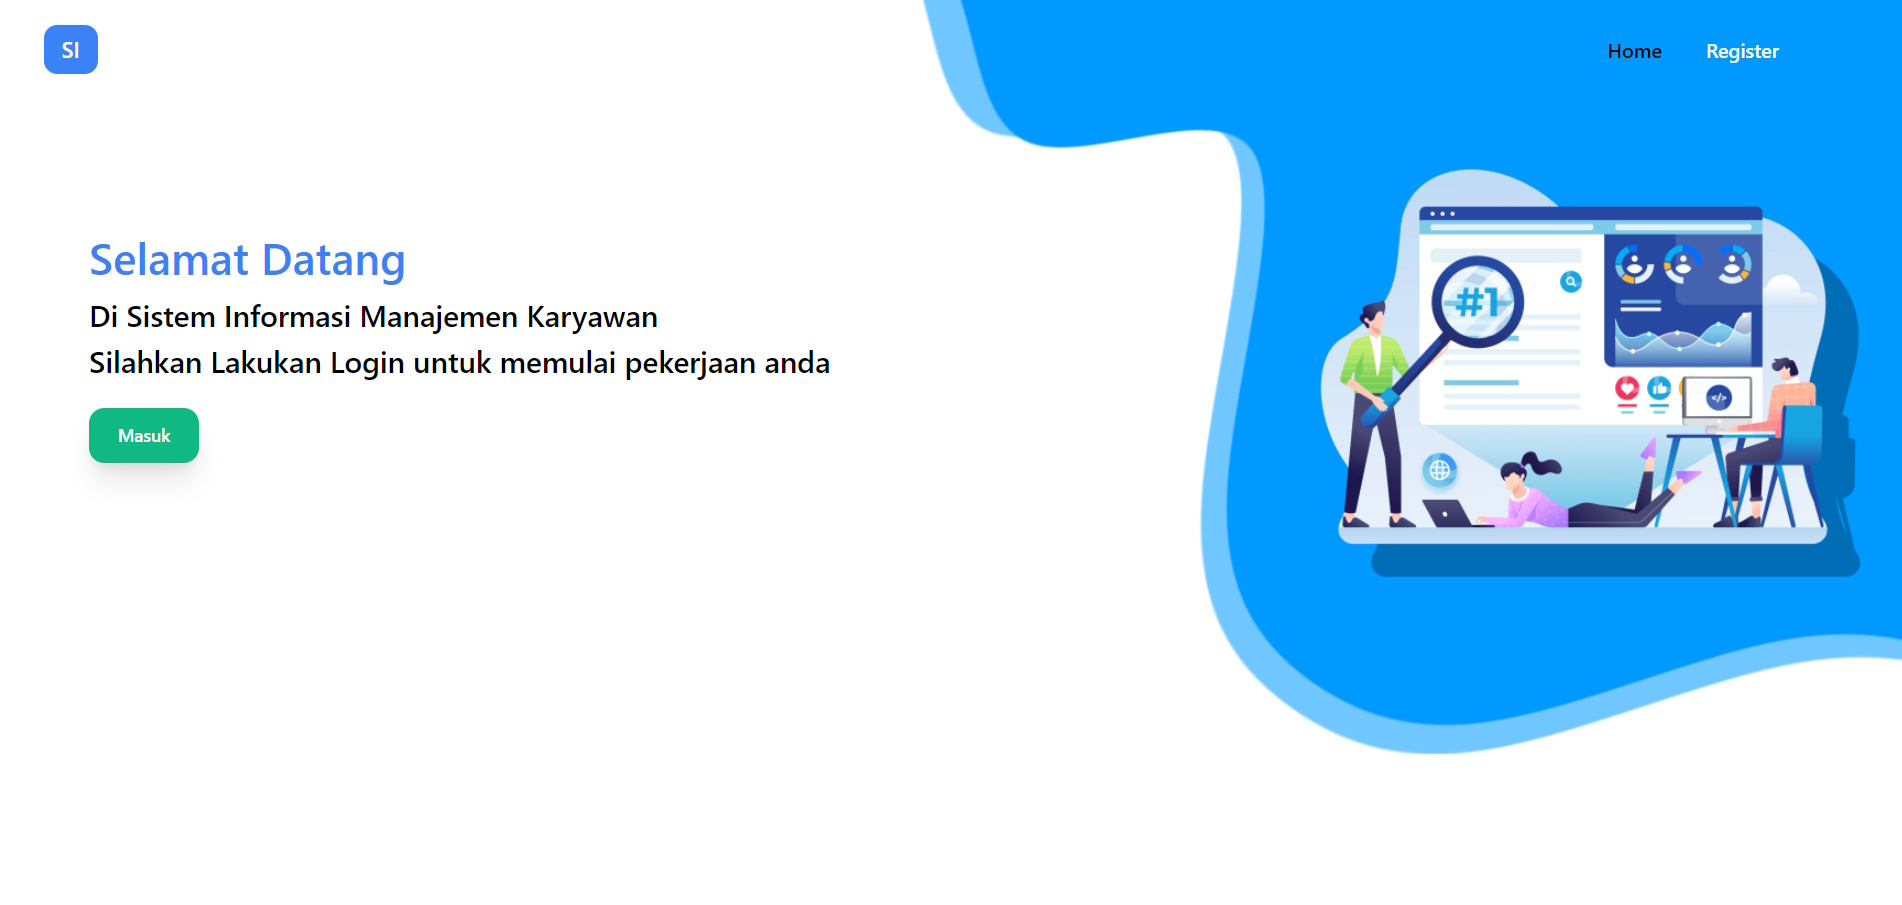 SI
Home
Register
Selamat Datang
Di Sistem Informasi Manajemen Karyawan
Silahkan Lakukan Login untuk memulai pekerjaan anda
Masuk
#1
</>